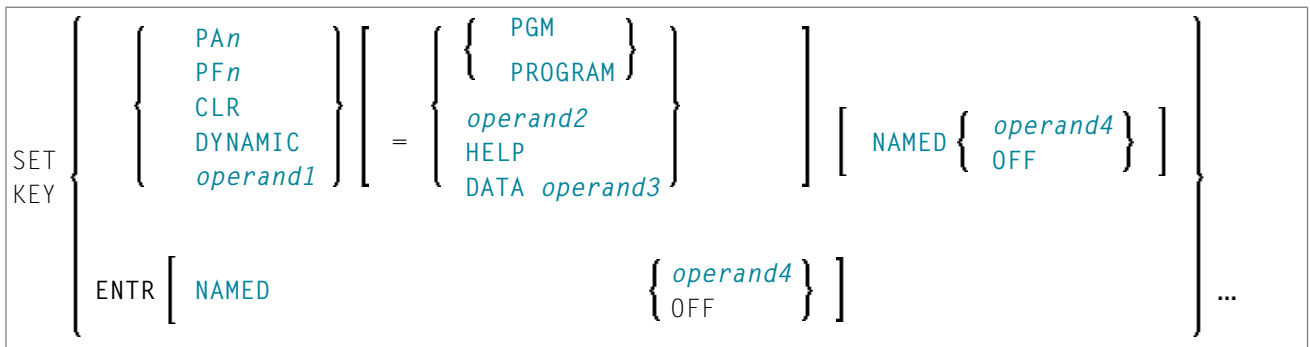 PAn
PFn
CLR
DYNAMIC
operand1
=
PGM
PROGRAM
operand2
HELP
DATA operand3
NAMED operand4
OFF
SET
KEY
ENTR NAMED operand4
OFF
...